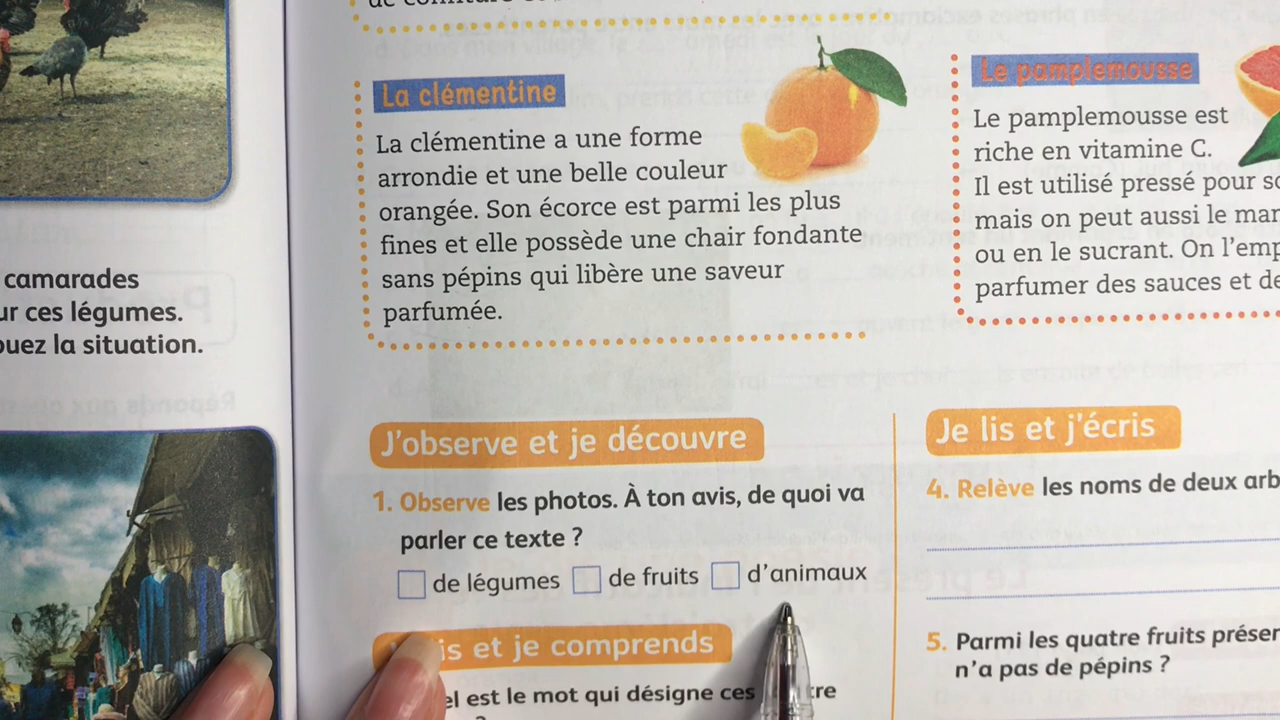 camarades
ur ces légumes.
ouez la situation.
La clémentine
La clémentine a une forme
arrondie et une belle couleur
orangée. Son écorce est parmi les plus
fines et elle possède une chair fondante
sans pépins qui libère une saveur
parfumée.
Le pamplemousse
Le pamplemousse est
riche en vitamine C.
Il est utilisé pressé pour
mais on peut aussi le
ou en le sucrant. On
parfumer des sauces et
J'observe et je découvre
1. Observe les photos. À ton avis, de quoi va
parler ce texte ?
de légumes de fruits d'animaux
is et je comprends
el est le mot qui désigne ces
?
Je lis et j'écris
4. Relève les noms de deux
5. Parmi les quatre fruits
n'a pas de pépins ?